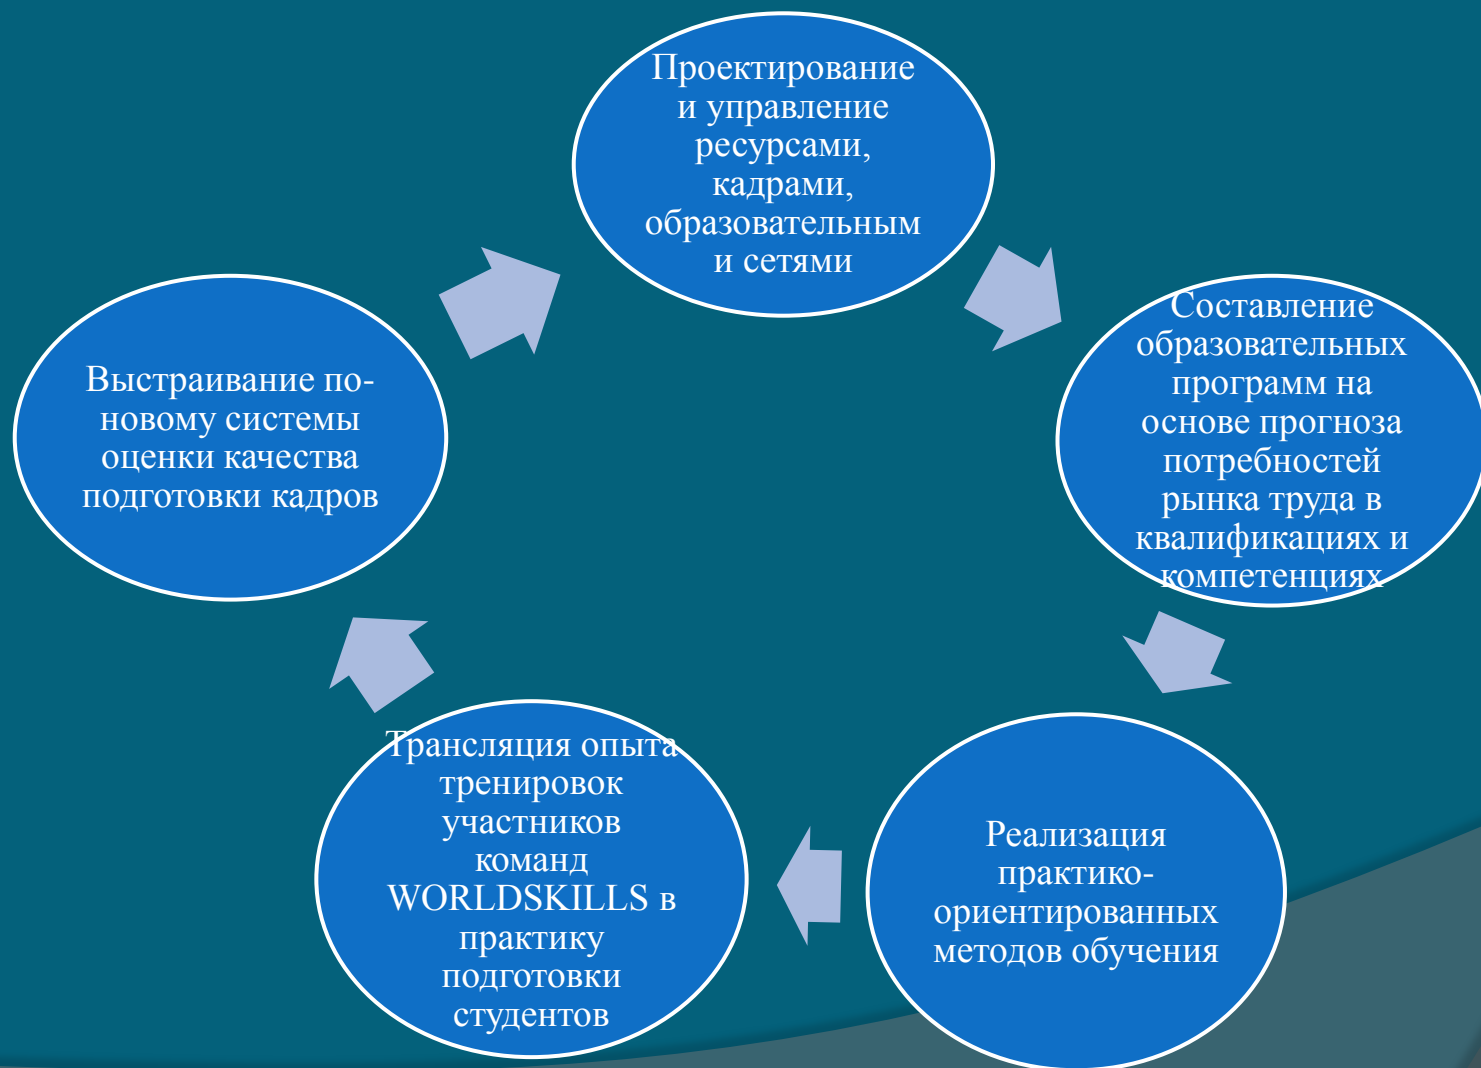 Проектирование
и управление
ресурсами,
кадрами,
образовательным
и сетями
Составление
образовательных
программ на
основе прогноза
потребностей
рынка труда в
квалификациях и
компетенциях
Реализация
практико-
ориентированных
методов обучения
Трансляция опыта
тренировок
участников
команд
WORLDSKILLS в
практику
подготовки
студентов
Выстраивание по-
новому системы
оценки качества
подготовки кадров